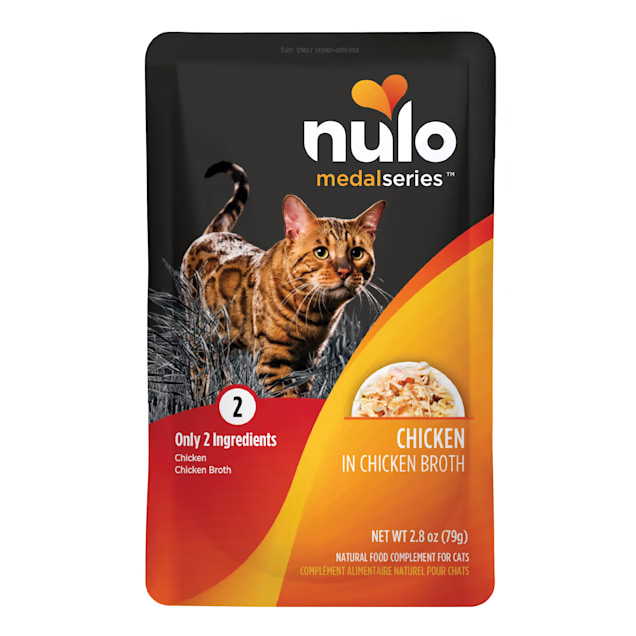 fuel their inner-athlete
nulo
medalseries™
2
Only 2 Ingredients
Chicken
Chicken Broth
CHICKEN
IN CHICKEN BROTH
NET WT 2.8 oz (79g)
NATURAL FOOD COMPLEMENT FOR CATS
COMPLÉMENT ALIMENTAIRE NATUREL POUR CHATS